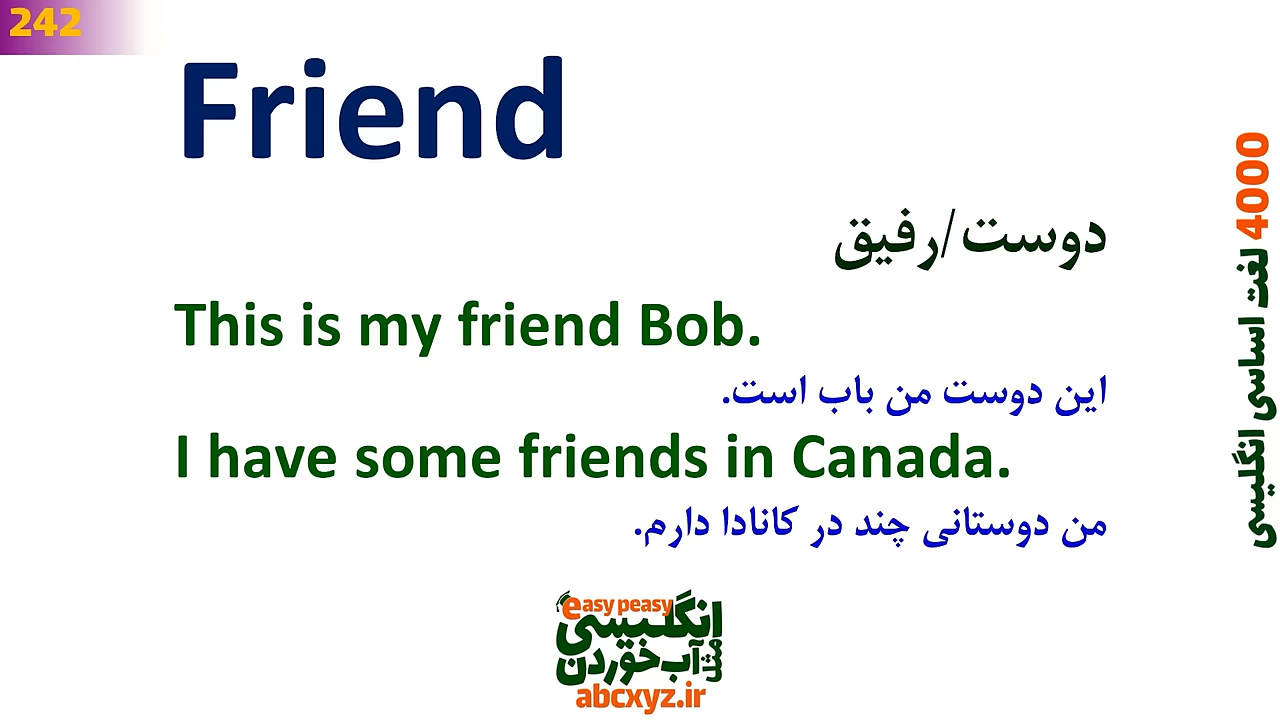 242
Friend
دوست/رفیق
This is my friend Bob.
این دوست من باب است.
I have some friends in Canada.
من دوستانی چند در کانادا دارم.
4000 لغت اساسی انگلیسی
easy peasy
انگلیسی
مثل آب خوردن
abcxyz.ir